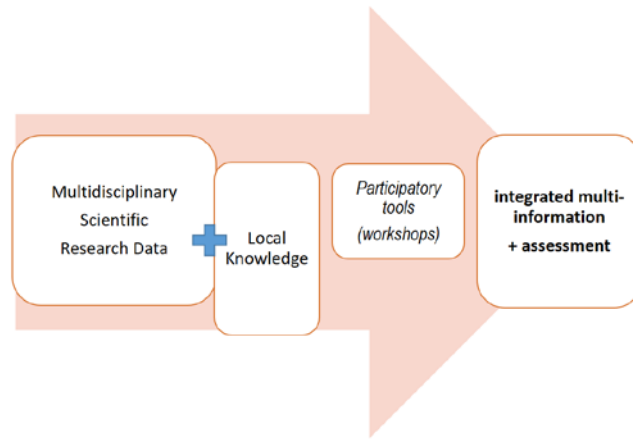 Multidisciplinary
Scientific
Research Data
Local
Knowledge
Participatory
tools
(workshops)
integrated multi-
information
+ assessment